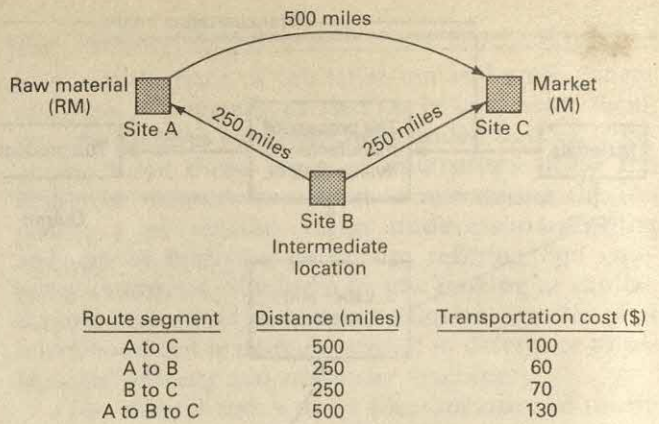 500 miles
Raw material
(RM)
Site A
250 miles
250 miles
Market
(M)
Site C
Site B
Intermediate
location
Route segment Distance (miles) Transportation cost ($)
A to C 500 100
A to B 250 60
B to C 250 70
A to B to C 500 130